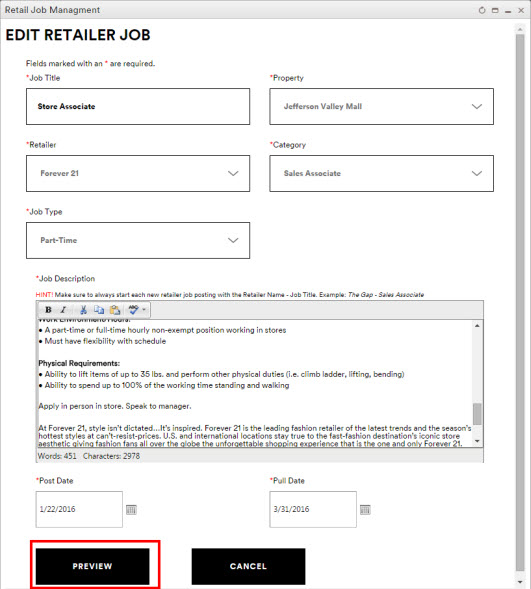 Retail Job Managment
EDIT RETAILER JOB
Fields marked with an * are required.
*Job Title
*Property
Store Associate
Jefferson Valley Mall
*Retailer
*Category
Forever 21
Sales Associate
*Job Type
Part-Time
*Job Description
HINT! Make sure to always start each new retailer job posting with the Retailer Name - Job Title. Example: The Gap - Sales Associate
B I ABC
Work Environment/Hours:
● A part-time or full-time hourly non-exempt position working in stores
● Must have flexibility with schedule
Physical Requirements:
● Ability to lift items of up to 35 lbs. and perform other physical duties (i.e. climb ladder, lifting, bending)
● Ability to spend up to 100% of the working time standing and walking
Apply in person in store. Speak to manager.
At Forever 21, style isn't dictated...It's inspired. Forever 21 is the leading fashion retailer of the latest trends and the season's
hottest styles at can't-resist-prices. U.S. and international locations stay true to the fast-fashion destination's iconic store
aesthetic giving fashion fans all over the globe the unforgettable shopping experience that is the one and only Forever 21.
Words: 451 Characters: 2978
*Post Date
*Pull Date
1/22/2016
3/31/2016
PREVIEW
CANCEL